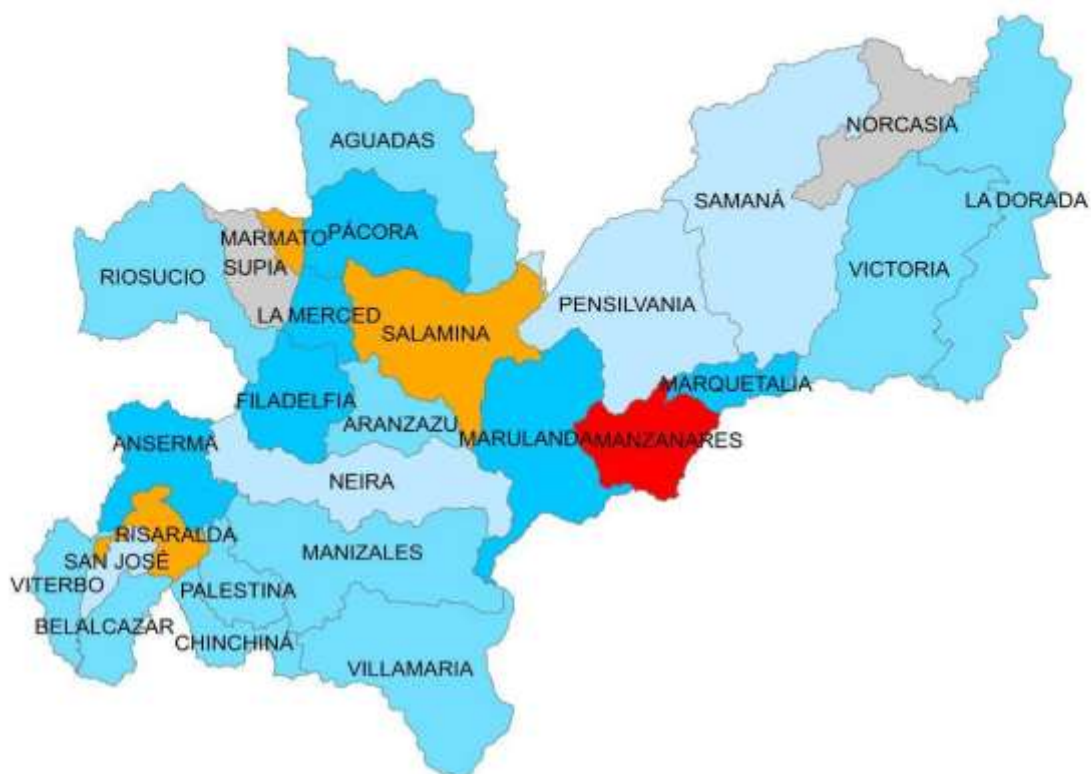 NORCASIA
AGUADAS
SAMANÁ
LA DORADA
MARMATO
PÁCORA
SUPIA
RIOSUCIO
VICTORIA
PENSILVANIA
LA MERCED
SALAMINA
MARQUETALIA
FILADELFIA
ARANZAZU
ANSERMA
MARULANDA
MANZANARES
NEIRA
RISARALDA
MANIZALES
SAN JOSÉ
VITERBO
PALESTINA
BELALCAZAR
CHINCHINÁ
VILLAMARIA